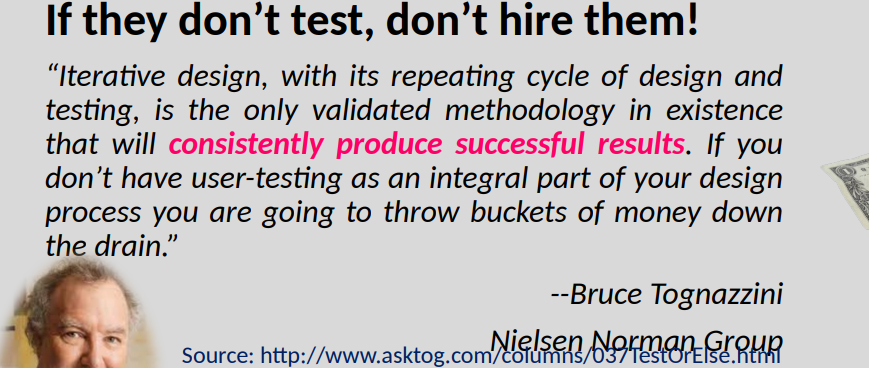 If they don’t test, don’t hire them!
“Iterative design, with its repeating cycle of design and
testing, is the only validated methodology in existence
that will consistently produce successful results. If you
don’t have user-testing as an integral part of your design
process you are going to throw buckets of money down
the drain.”
--Bruce Tognazzini
Nielsen Norman Group
Source: http://www.asktog.com/columns/037TestOrElse.html